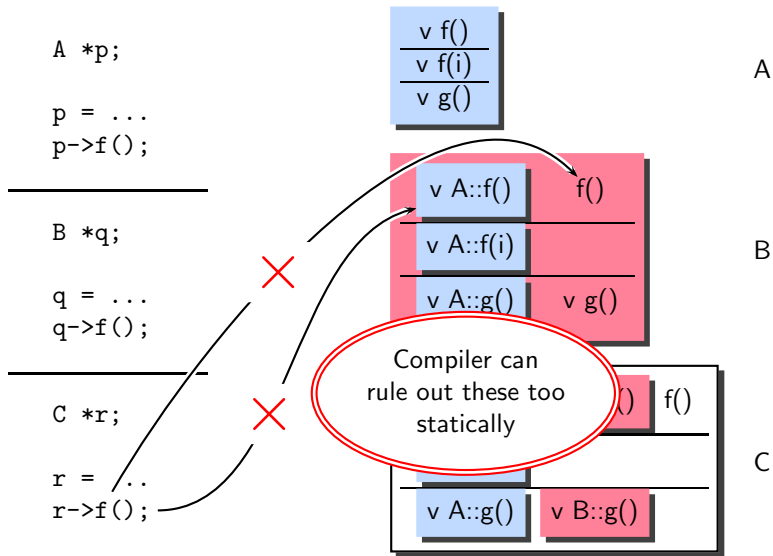 A *p;
p = ...
p->f();
B *q;
q = ...
q->f();
C *r;
r = ...
r->f();
v f()
v f(i)
v g()
A
v A::f()
f()
v A::f(i)
v A::g()
v g()
B
Compiler can
rule out these too
statically
()
f()
v A::g()
v B::g()
C